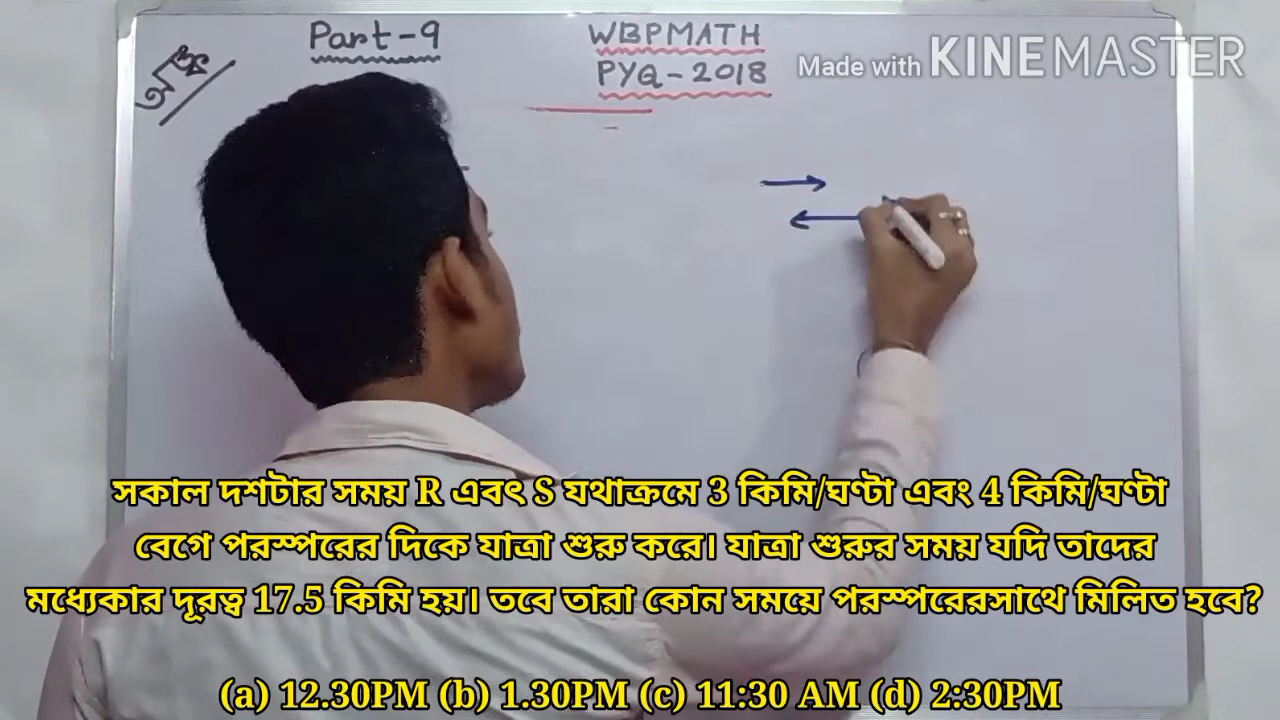 অঙ্ক
Part-9
WBPMATH
PYQ-2018
Made with KINEMASTER
সকাল দশটার সময় R এবং S যথাক্রমে 3 কিমি/ঘণ্টা এবং 4 কিমি/ঘণ্টা
বেগে পরস্পরের দিকে যাত্রা শুরু করে। যাত্রা শুরুর সময় যদি তাদের
মধ্যেকার দূরত্ব 17.5 কিমি হয়। তবে তারা কোন সময়ে পরস্পরেরসাথে মিলিত হবে?
(a) 12.30PM (b) 1.30PM (c) 11:30 AM (d) 2:30PM